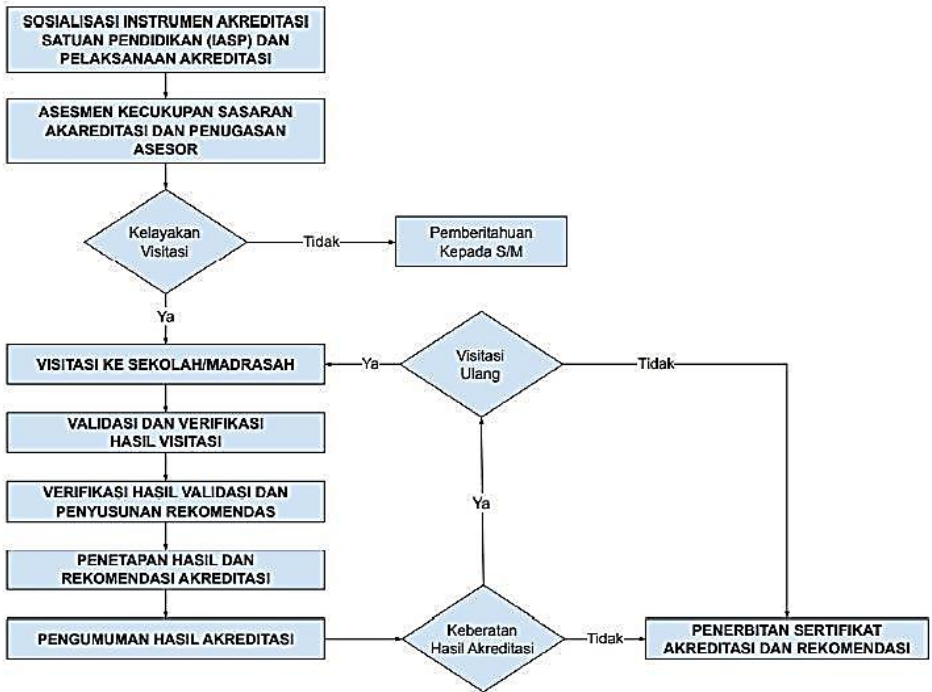 SOSIALISASI INSTRUMEN AKREDITASI
SATUAN PENDIDIKAN (IASP) DAN
PELAKSANAAN AKREDITASI
ASESMEN KECUKUPAN SASARAN
AKAREDITASI DAN PENUGASAN
ASESOR
Kelayakan
Visitasi
Tidak
Pemberitahuan
Kepada S/M
Ya
VISITASI KE SEKOLAH/MADRASAH
Ya
Visitasi
Ulang
Tidak
VALIDASI DAN VERIFIKASI
HASIL VISITASI
VERIFIKASI HASIL VALIDASI DAN
PENYUSUNAN REKOMENDAS
Ya
PENETAPAN HASIL DAN
REKOMENDASI AKREDITASI
PENGUMUMAN HASIL AKREDITASI
Keberatan
Hasil Akreditasi
Tidak
PENERBITAN SERTIFIKAT
AKREDITASI DAN REKOMENDASI